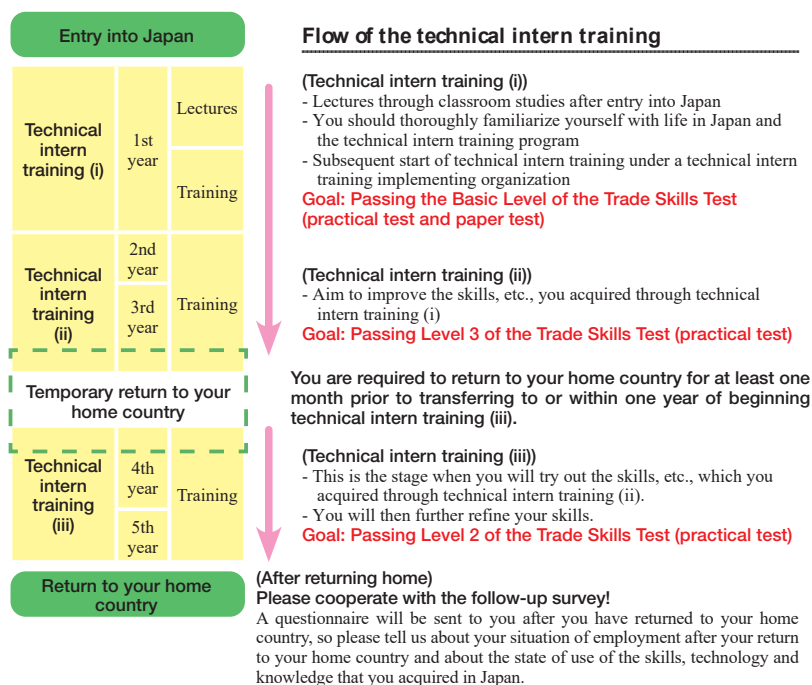 Entry into Japan
Flow of the technical intern training
Technical
intern
training (i)
1st
year
Lectures
Training
(Technical intern training (i))
- Lectures through classroom studies after entry into Japan
- You should thoroughly familiarize yourself with life in Japan and
the technical intern training program
- Subsequent start of technical intern training under a technical intern
training implementing organization
Goal: Passing the Basic Level of the Trade Skills Test
(practical test and paper test)
Technical
intern
training
(ii)
2nd
year
3rd
year
Training
(Technical intern training (ii))
- Aim to improve the skills, etc., you acquired through technical
intern training (i)
Goal: Passing Level 3 of the Trade Skills Test (practical test)
Temporary return to your
home country
You are required to return to your home country for at least one
month prior to transferring to or within one year of beginning
technical intern training (iii).
Technical
intern
training
(iii)
4th
year
5th
year
Training
(Technical intern training (iii))
- This is the stage when you will try out the skills, etc., which you
acquired through technical intern training (ii).
- You will then further refine your skills.
Goal: Passing Level 2 of the Trade Skills Test (practical test)
Return to your home
country
(After returning home)
Please cooperate with the follow-up survey!
A questionnaire will be sent to you after you have returned to your home
country, so please tell us about your situation of employment after your return
to your home country and about the state of use of the skills, technology and
knowledge that you acquired in Japan.